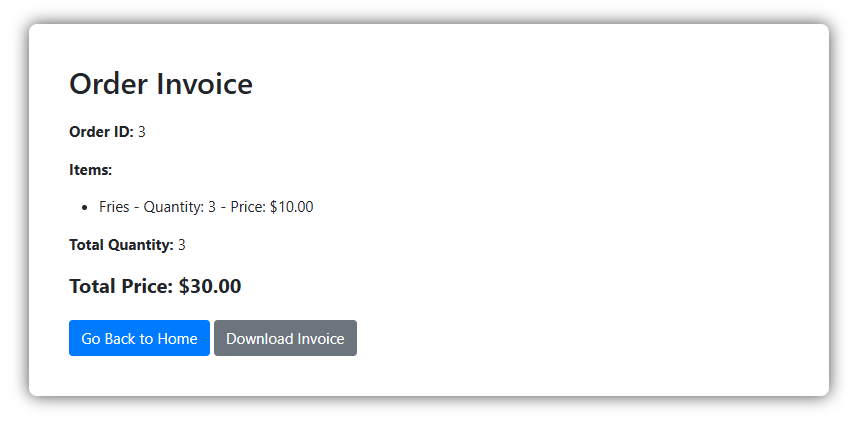 Order Invoice
Order ID: 3
Items:
• Fries - Quantity: 3 - Price: $10.00
Total Quantity: 3
Total Price: $30.00
Go Back to Home Download Invoice